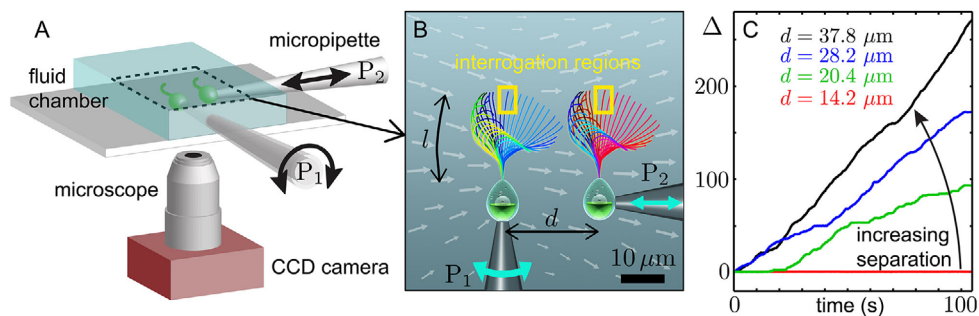 A
micropipette
P₂
fluid
chamber
P₁
microscope
CCD camera
B
interrogation regions
l
P₂
d
P₁
10 μm
Δ
C
d = 37.8 μm
d = 28.2 μm
d = 20.4 μm
d = 14.2 μm
200
100
0
increasing
separation
0
time (s)
100